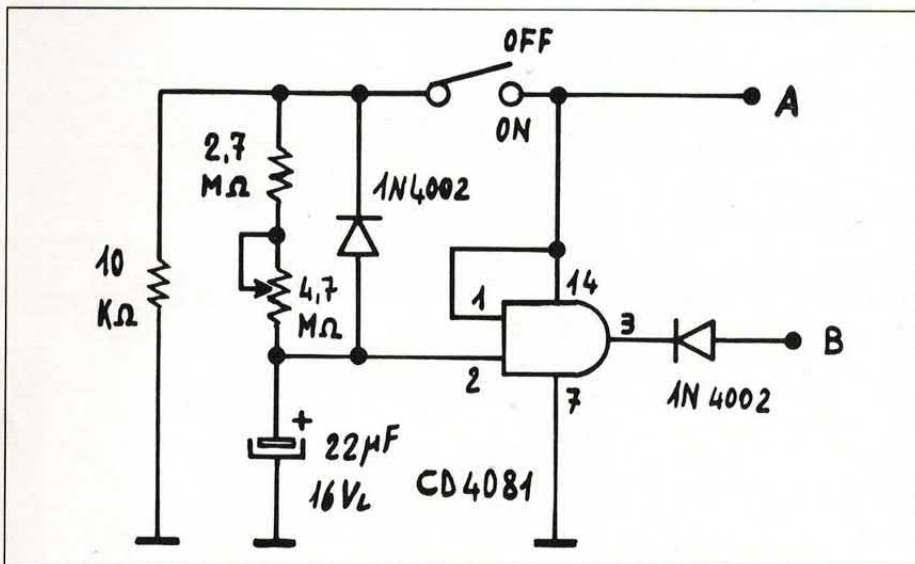 OFF
A
ON
2,7
MΩ
1N4002
10
KΩ
4,7
MΩ
1
14
3
B
2
7
1N 4002
+
22µF
16VL
CD4081